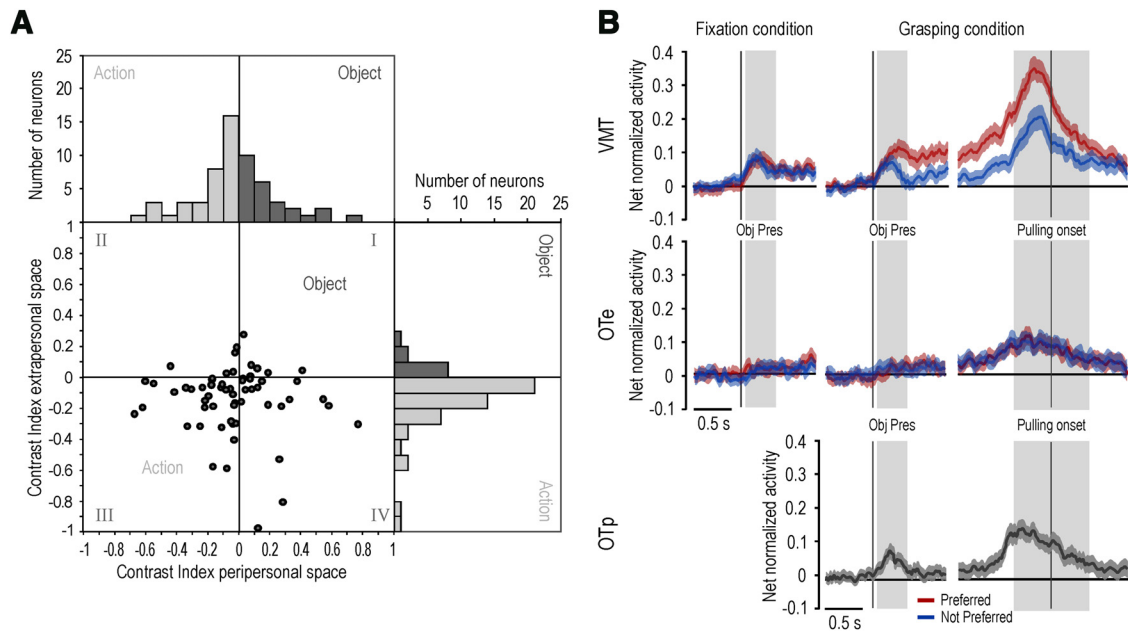 A
25
20
15
10
5
1
Number of neurons
Action
Object
Number of neurons
5 10 15 20 25
1
0.8
0.6
0.4
0.2
0
-0.2
-0.4
-0.6
-0.8
-1
Contrast Index extrapersonal space
II
I
Object
Action
III
IV
Object
Action
-1 -0.8 -0.6 -0.4 -0.2 0 0.2 0.4 0.6 0.8 1
Contrast Index peripersonal space
B
Fixation condition
Grasping condition
VMT
Net normalized activity
0.4
0.3
0.2
0.1
0
-0.1
Obj Pres
Obj Pres
Pulling onset
OTe
Net normalized activity
0.4
0.3
0.2
0.1
0
-0.1
0.5 s
Obj Pres
Pulling onset
OTp
Net normalized activity
0.4
0.3
0.2
0.1
0
-0.1
0.5 s
Preferred
Not Preferred